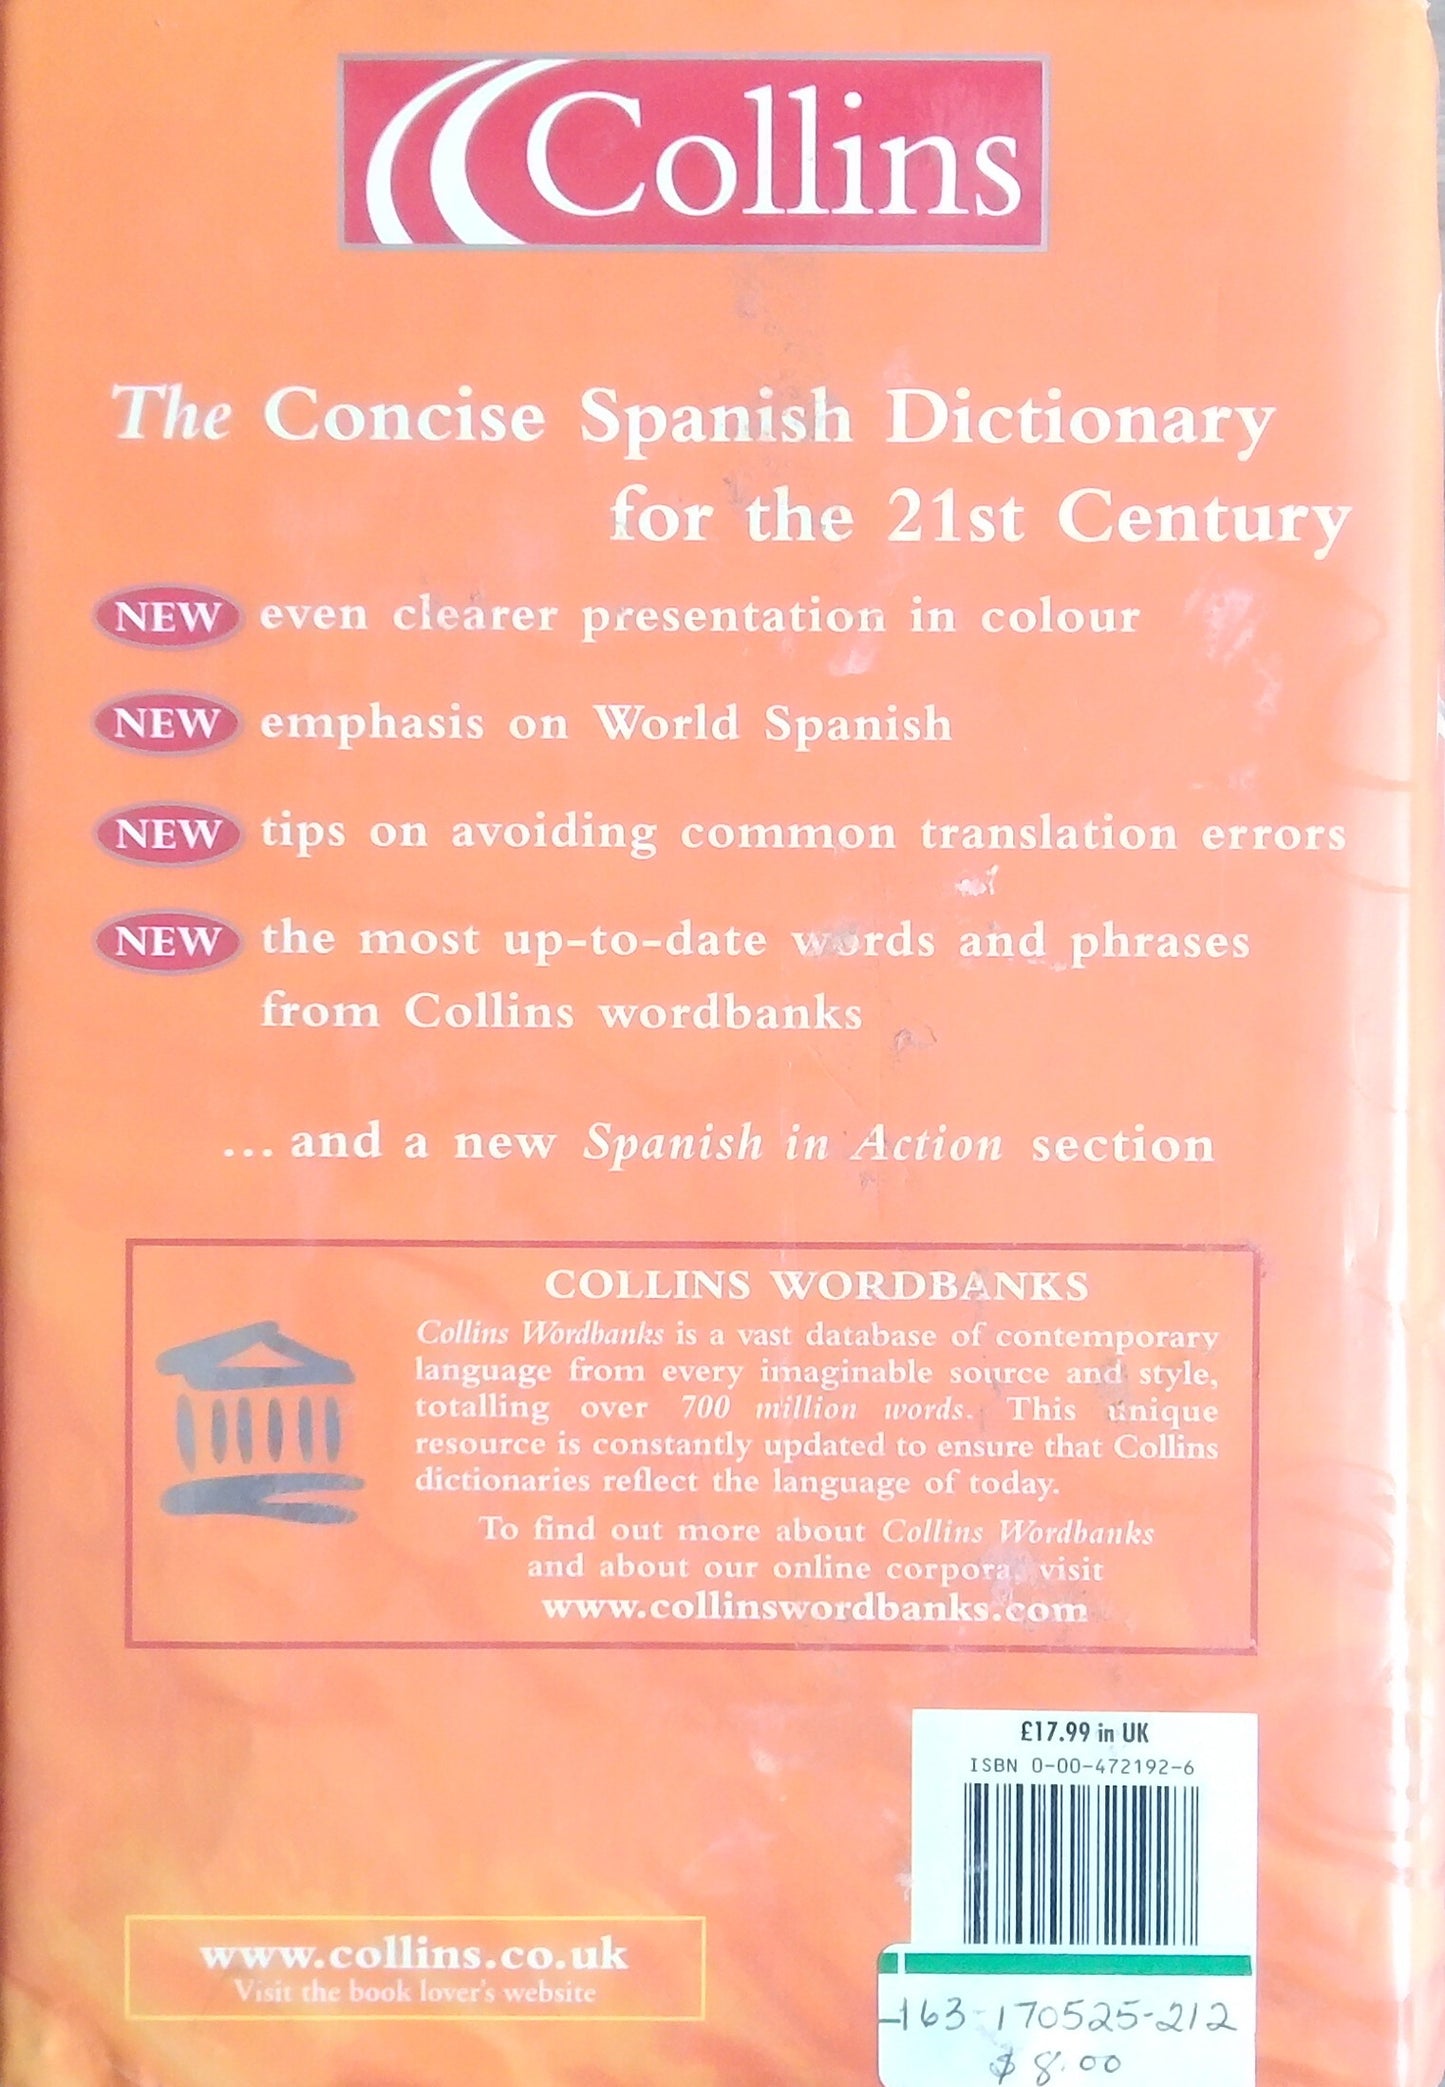 Collins
The Concise Spanish Dictionary
for the 21st Century
NEW even clearer presentation in colour
NEW emphasis on World Spanish
NEW tips on avoiding common translation errors
NEW the most up-to-date words and phrases
from Collins wordbanks
... and a new Spanish in Action section
COLLINS WORDBANKS
Collins Wordbanks is a vast database of contemporary
language from every imaginable source and style,
totalling over 700 million words. This unique
resource is constantly updated to ensure that Collins
dictionaries reflect the language of today.
To find out more about Collins Wordbanks
and about our online corpora, visit
www.collinswordbanks.com
£17.99 in UK
ISBN 0-00-472192-6
www.collins.co.uk
Visit the book lover's website
163-170525-212
$ 8.00